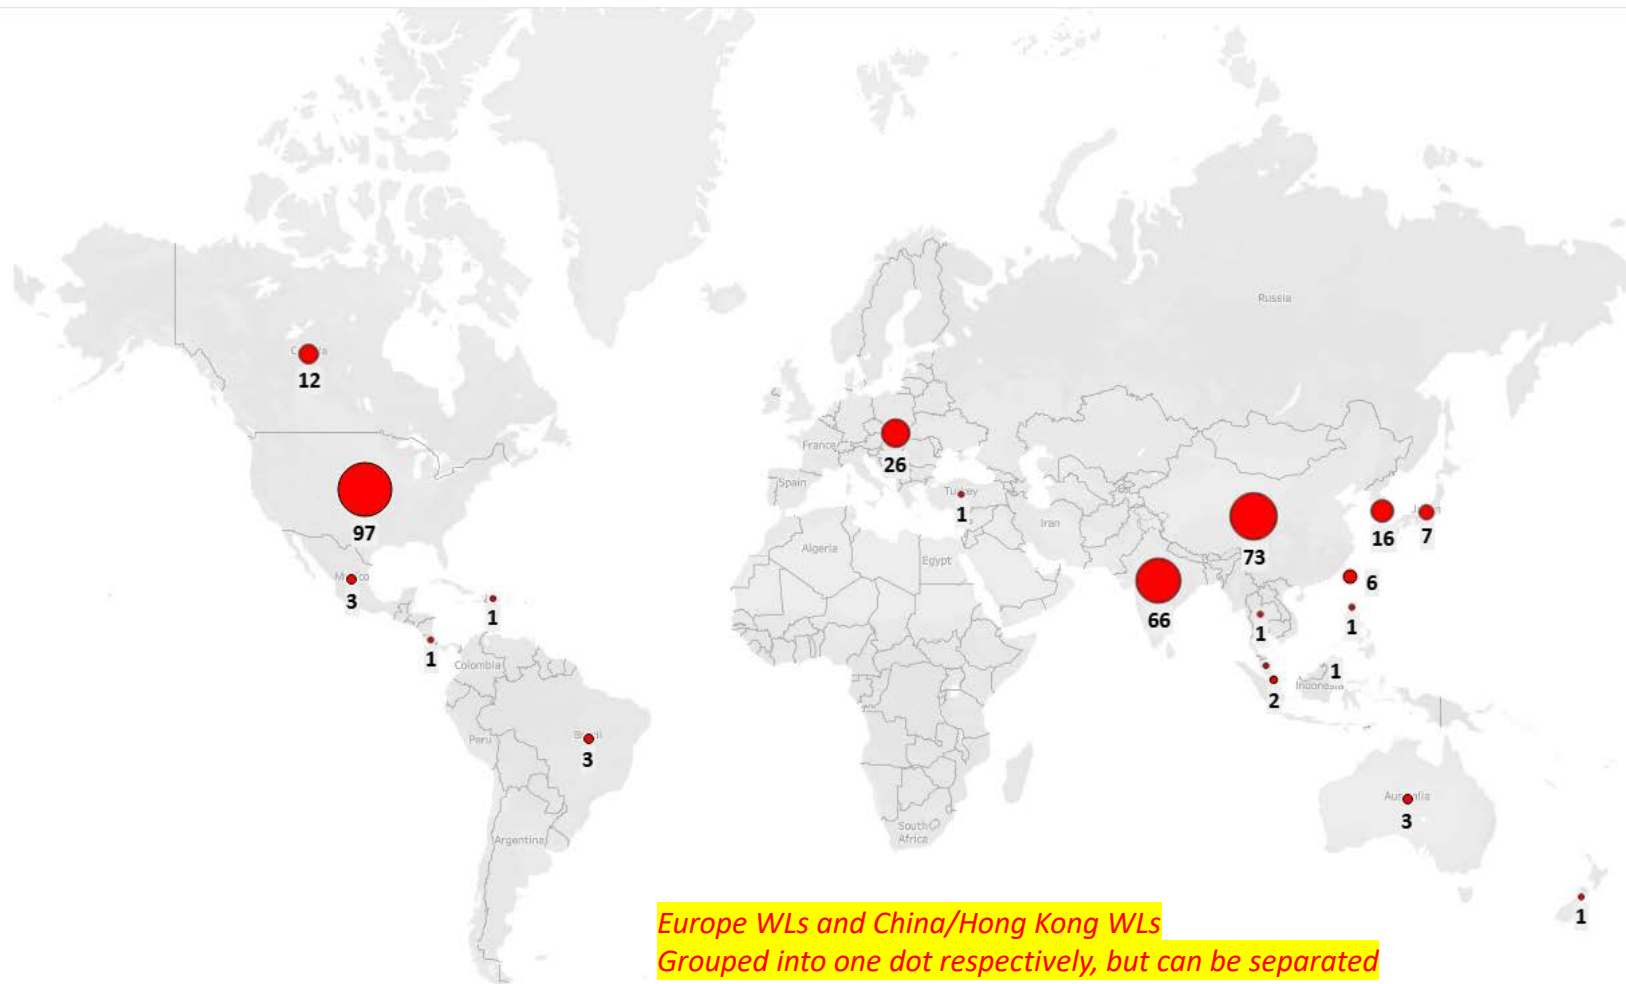 Russia
12
France
26
Spain
Turkey
1
Iran
97
73
16
7
Algeria
Egypt
3
1
66
6
1
1
1
Colombia
1
Indonesia
2
Peru
3
3
South
Africa
Argentina
1
Europe WLs and China/Hong Kong WLs
Grouped into one dot respectively, but can be separated